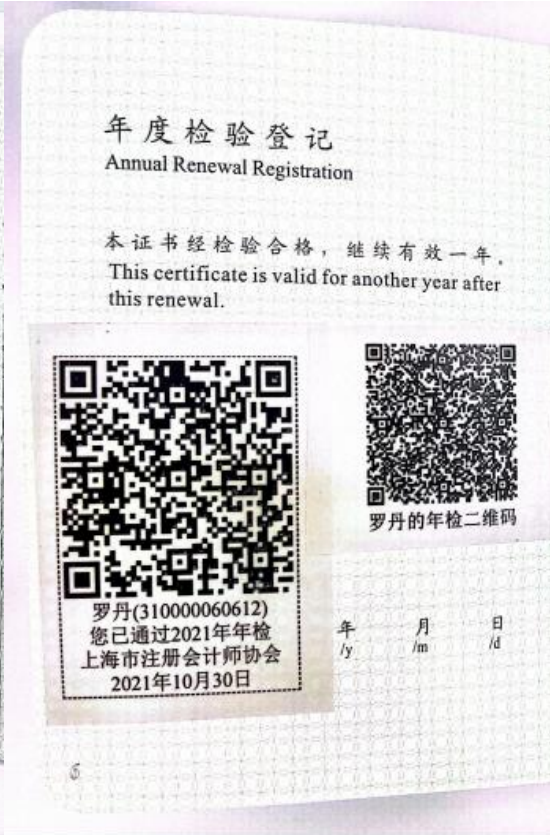 年度检验登记
Annual Renewal Registration
本证书经检验合格，继续有效一年。
This certificate is valid for another year after
this renewal.
罗丹(310000060612)
您已通过2021年年检
上海市注册会计师协会
2021年10月30日
罗丹的年检二维码
年 月 日
/y /m /d
6